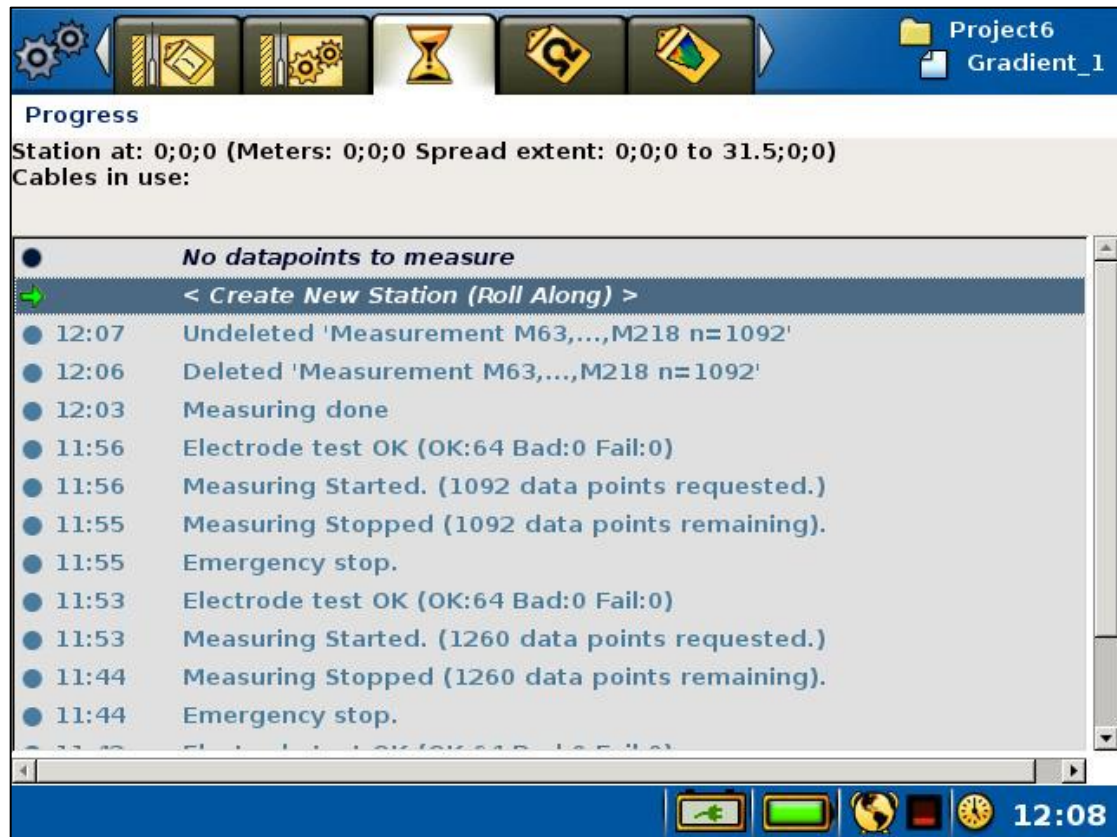 Project6
Gradient_1
Progress
Station at: 0;0;0 (Meters: 0;0;0 Spread extent: 0;0;0 to 31.5;0;0)
Cables in use:
No datapoints to measure
< Create New Station (Roll Along) >
12:07 Undeleted 'Measurement M63,...,M218 n=1092'
12:06 Deleted 'Measurement M63,...,M218 n=1092'
12:03 Measuring done
11:56 Electrode test OK (OK:64 Bad:0 Fail:0)
11:56 Measuring Started. (1092 data points requested.)
11:55 Measuring Stopped (1092 data points remaining).
11:55 Emergency stop.
11:53 Electrode test OK (OK:64 Bad:0 Fail:0)
11:53 Measuring Started. (1260 data points requested.)
11:44 Measuring Stopped (1260 data points remaining).
11:44 Emergency stop.
12:08